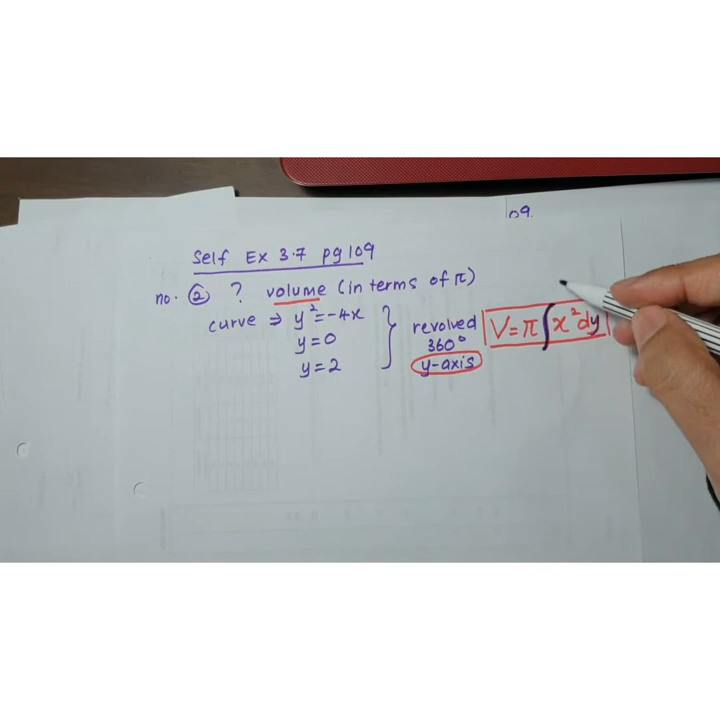 109.
Self Ex 3.7 pg 109
no. ② ? volume (in terms of π)
curve ⇒ y² = -4x
y = 0
y = 2
revolved
360°
y-axis
V = π ∫ x² dy